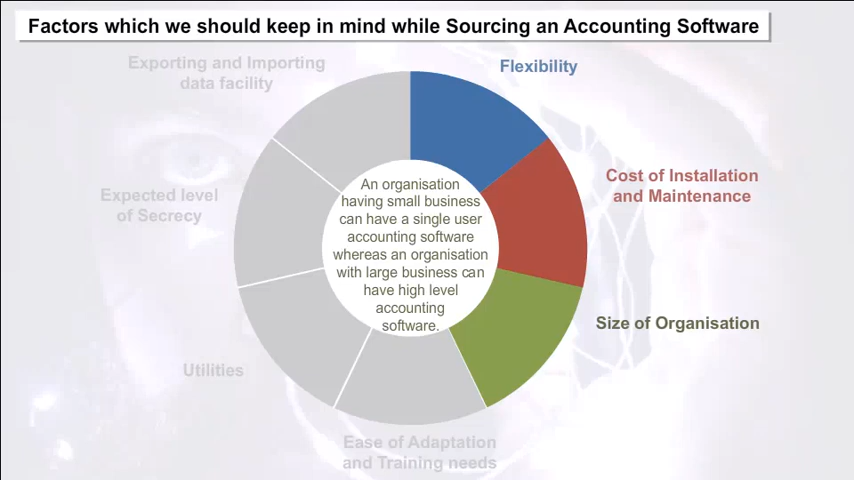 Factors which we should keep in mind while Sourcing an Accounting Software
Exporting and Importing
data facility
Flexibility
Cost of Installation
and Maintenance
Expected level
of Secrecy
An organisation
having small business
can have a single user
accounting software
whereas an organisation
with large business can
have high level
accounting
software.
Size of Organisation
Utilities
Ease of Adaptation
and Training needs